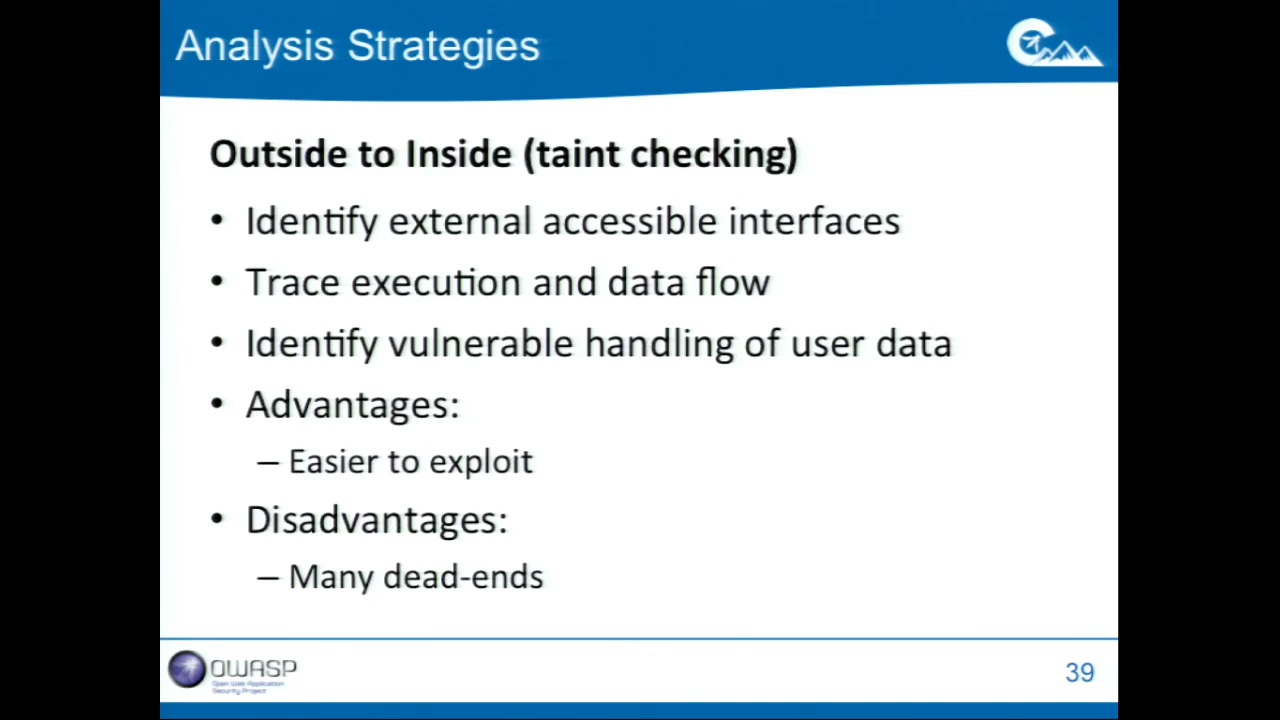 Analysis Strategies
Outside to Inside (taint checking)
• Identify external accessible interfaces
• Trace execution and data flow
• Identify vulnerable handling of user data
• Advantages:
– Easier to exploit
• Disadvantages:
– Many dead-ends
OWASP
Open Web Application
Security Project
39